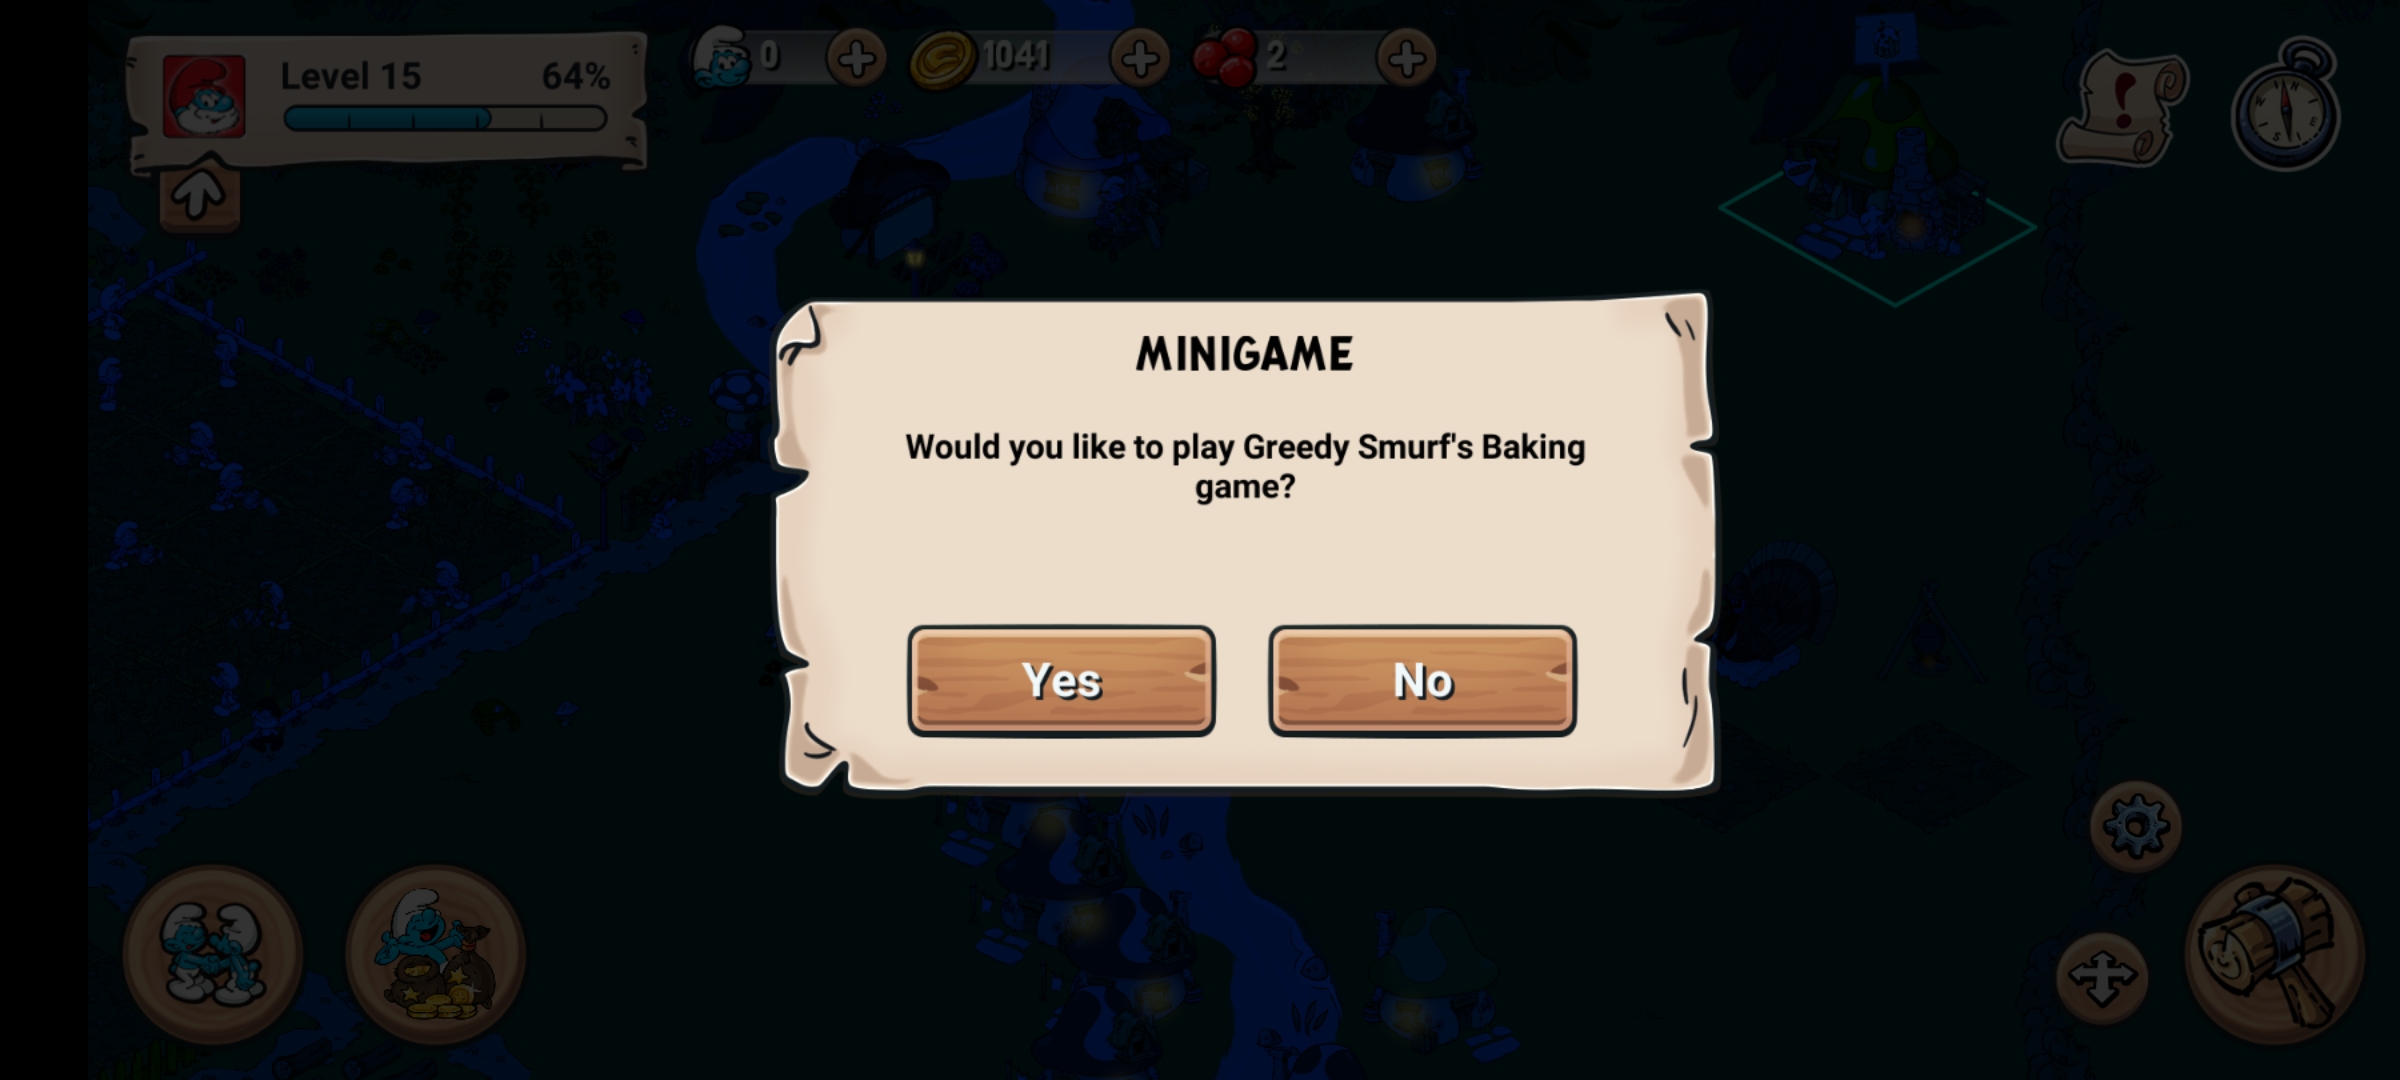 Level 15 64%
0
1041
2
MINIGAME
Would you like to play Greedy Smurf's Baking
game?
Yes
No